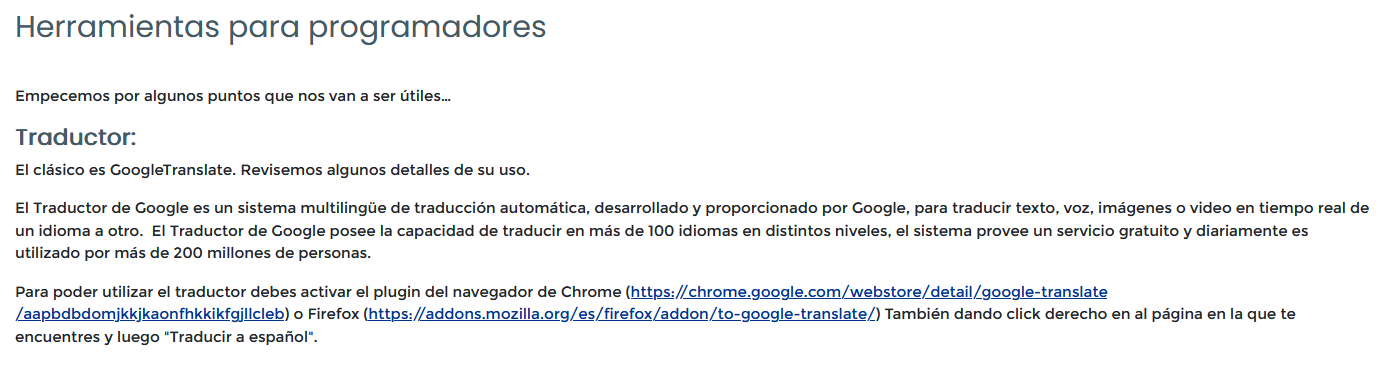 Herramientas para programadores
Empecemos por algunos puntos que nos van a ser útiles...
Traductor:
El clásico es GoogleTranslate. Revisemos algunos detalles de su uso.
El Traductor de Google es un sistema multilingüe de traducción automática, desarrollado y proporcionado por Google, para traducir texto, voz, imágenes o video en tiempo real de
un idioma a otro.  El Traductor de Google posee la capacidad de traducir en más de 100 idiomas en distintos niveles, el sistema provee un servicio gratuito y diariamente es
utilizado por más de 200 millones de personas.
Para poder utilizar el traductor debes activar el plugin del navegador de Chrome (https://chrome.google.com/webstore/detail/google-translate
/aapbdbdomjkkjkaonfhkkikfgjllcleb) o Firefox (https://addons.mozilla.org/es/firefox/addon/to-google-translate/) También dando click derecho en al página en la que te
encuentres y luego "Traducir a español".